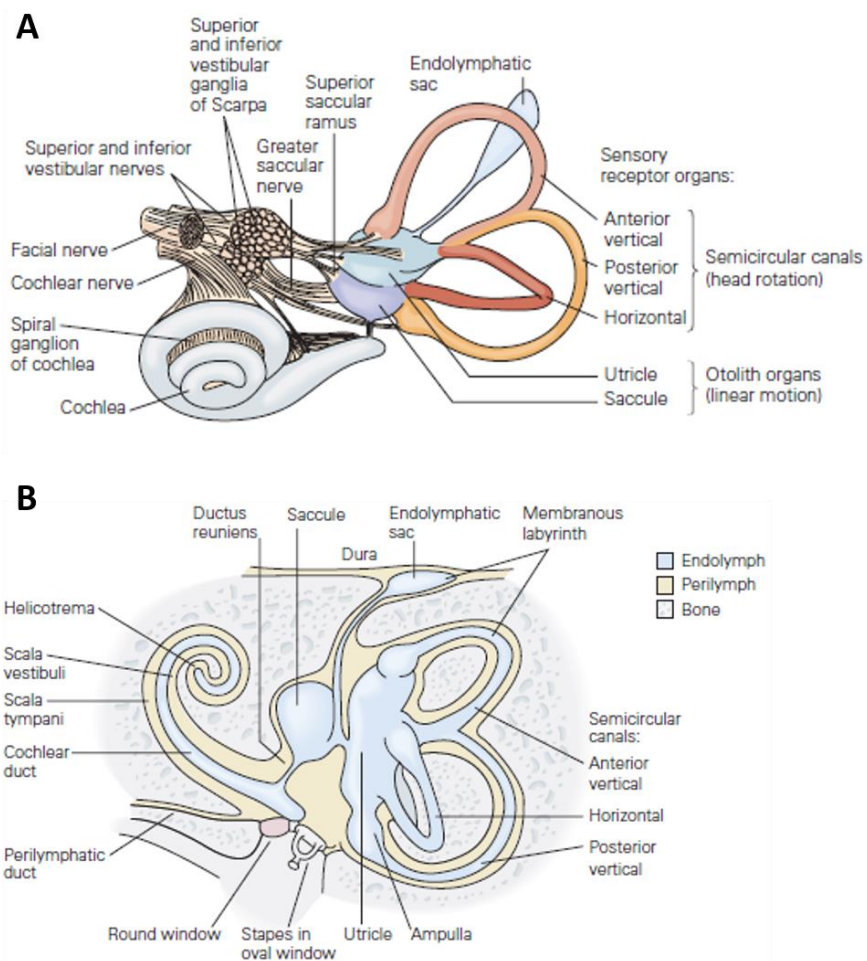 A
Superior
and inferior
vestibular
ganglia
of Scarpa
Superior
saccular
ramus
Endolymphatic
sac
Superior and inferior
vestibular nerves
Greater
saccular
nerve
Sensory
receptor organs:
Facial nerve
Cochlear nerve
Anterior
vertical
Posterior
vertical
Horizontal
Semicircular canals
(head rotation)
Spiral
ganglion
of cochlea
Cochlea
Utricle
Saccule
Otolith organs
(linear motion)
B
Ductus
reuniens
Saccule
Endolymphatic
sac
Membranous
labyrinth
Dura
Endolymph
Perilymph
Bone
Helicotrema
Scala
vestibuli
Scala
tympani
Cochlear
duct
Perilymphatic
duct
Semicircular
canals:
Anterior
vertical
Horizontal
Posterior
vertical
Round window
Stapes in
oval window
Utricle
Ampulla